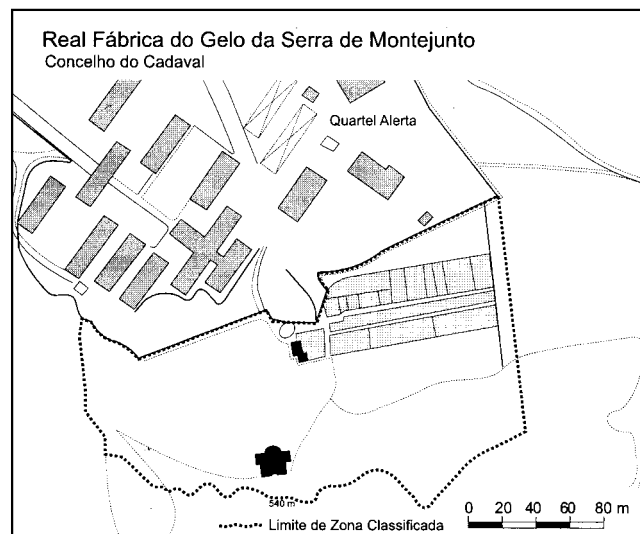 Real Fábrica do Gelo da Serra de Montejunto
Concelho do Cadaval
Quartel Alerta
540 m
Limite de Zona Classificada
0 20 40 60 80 m